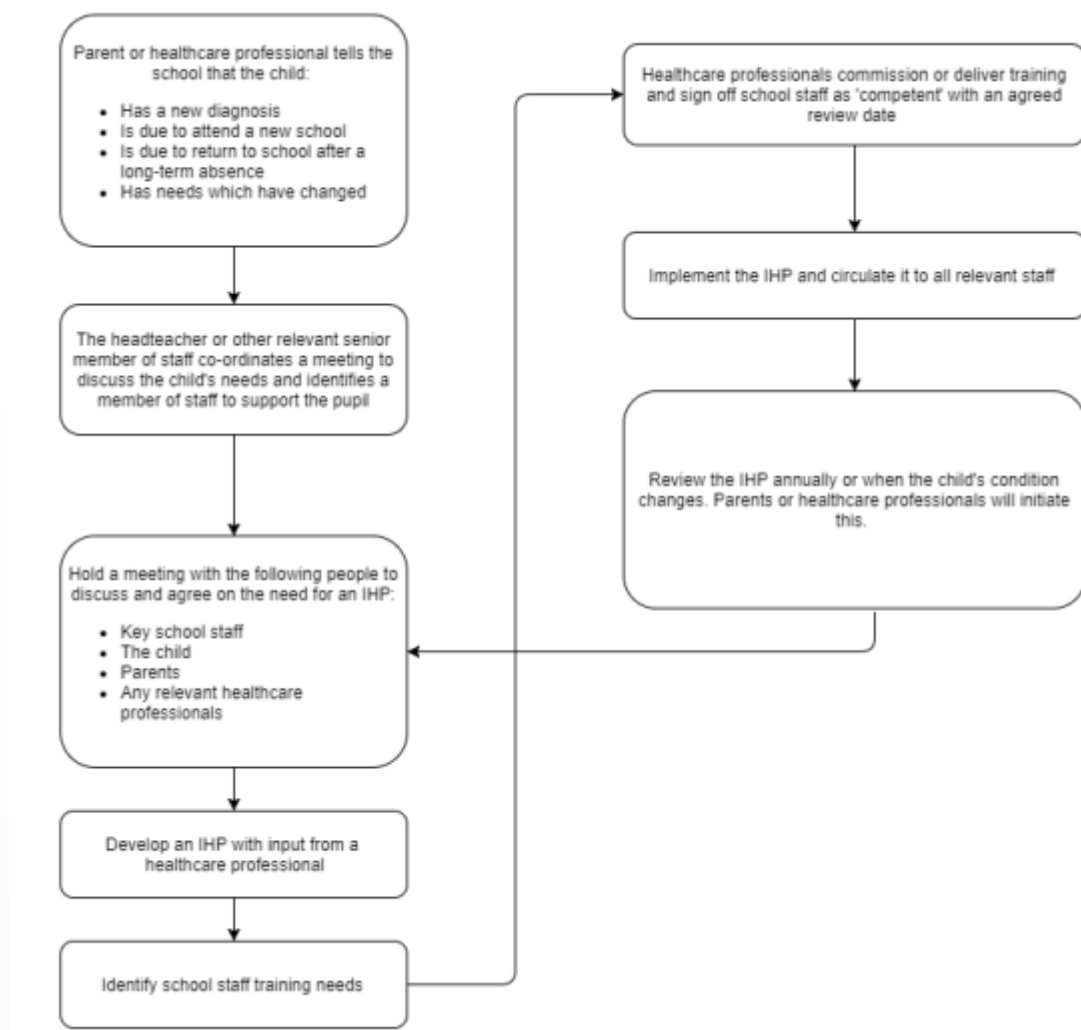 Parent or healthcare professional tells the
school that the child:
• Has a new diagnosis
• Is due to attend a new school
• Is due to return to school after a
long-term absence
• Has needs which have changed
The headteacher or other relevant senior
member of staff co-ordinates a meeting to
discuss the child's needs and identifies a
member of staff to support the pupil
Hold a meeting with the following people to
discuss and agree on the need for an IHP:
• Key school staff
• The child
• Parents
• Any relevant healthcare
professionals
Develop an IHP with input from a
healthcare professional
Identify school staff training needs
Healthcare professionals commission or deliver training
and sign off school staff as 'competent' with an agreed
review date
Implement the IHP and circulate it to all relevant staff
Review the IHP annually or when the child's condition
changes. Parents or healthcare professionals will initiate
this.